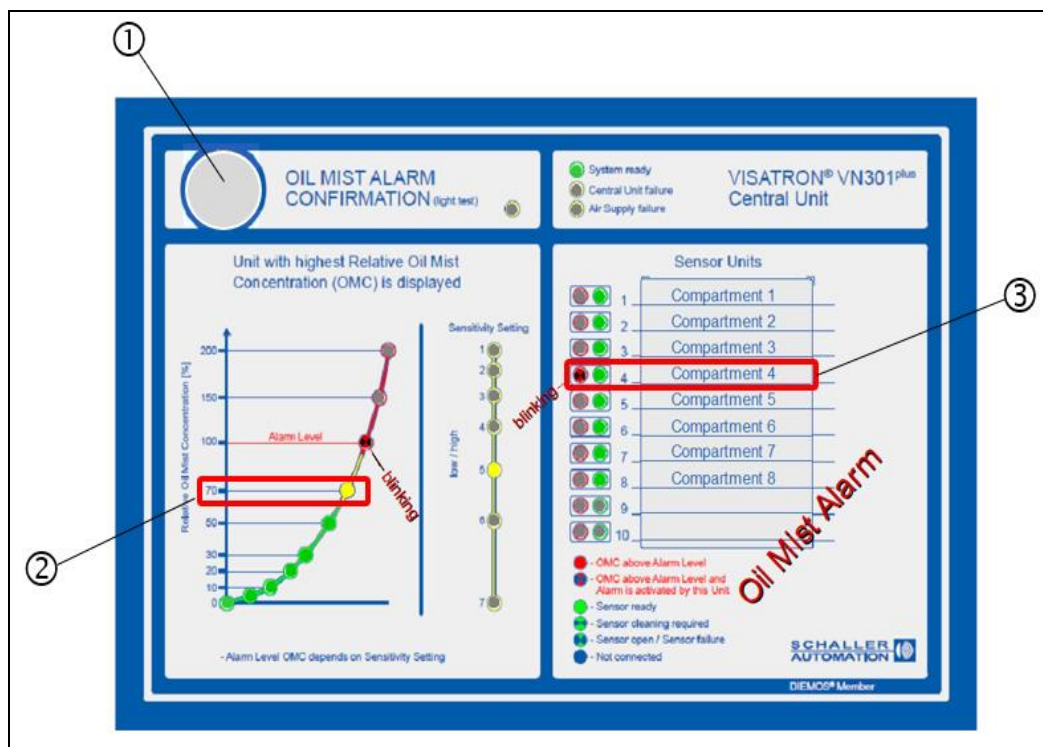 ①
OIL MIST ALARM
CONFIRMATION (light test)
System ready
Central Unit failure
Air Supply failure
VISATRON® VN301plus
Central Unit
Unit with highest Relative Oil Mist
Concentration (OMC) is displayed
Relative Oil Mist Concentration [%]
200
150
100
70
50
30
20
10
0
Alarm Level
blinking
②
Sensitivity Setting
low / high
1
2
3
4
5
6
7
- Alarm Level OMC depends on Sensitivity Setting
Sensor Units
③
blinking
1 Compartment 1
2 Compartment 2
3 Compartment 3
4 Compartment 4
5 Compartment 5
6 Compartment 6
7 Compartment 7
8 Compartment 8
9
10
Oil Mist Alarm
- OMC above Alarm Level
- OMC above Alarm Level and
Alarm is activated by this Unit
- Sensor ready
- Sensor cleaning required
- Sensor open / Sensor failure
- Not connected
SCHALLER
AUTOMATION
DIEMOS® Member